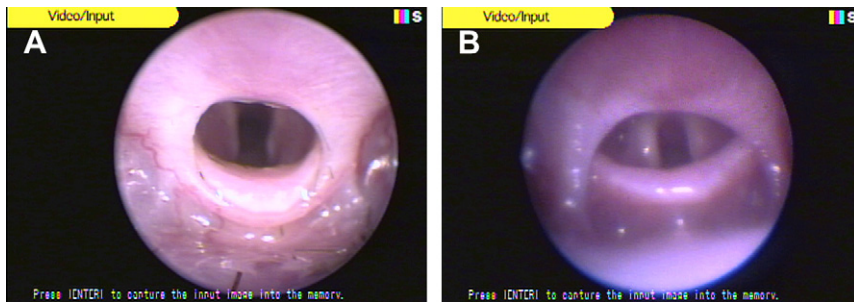 Video/Input
S
A
Press [ENTER] to capture the input image into the memory.
Video/Input
S
B
Press [ENTER] to capture the input image into the memory.